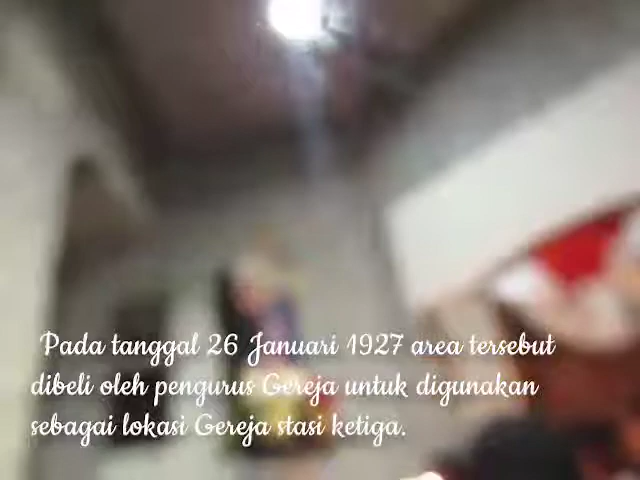 Pada tanggal 26 Januari 1927 area tersebut
dibeli oleh pengurus Gereja untuk digunakan
sebagai lokasi Gereja stasi ketiga.